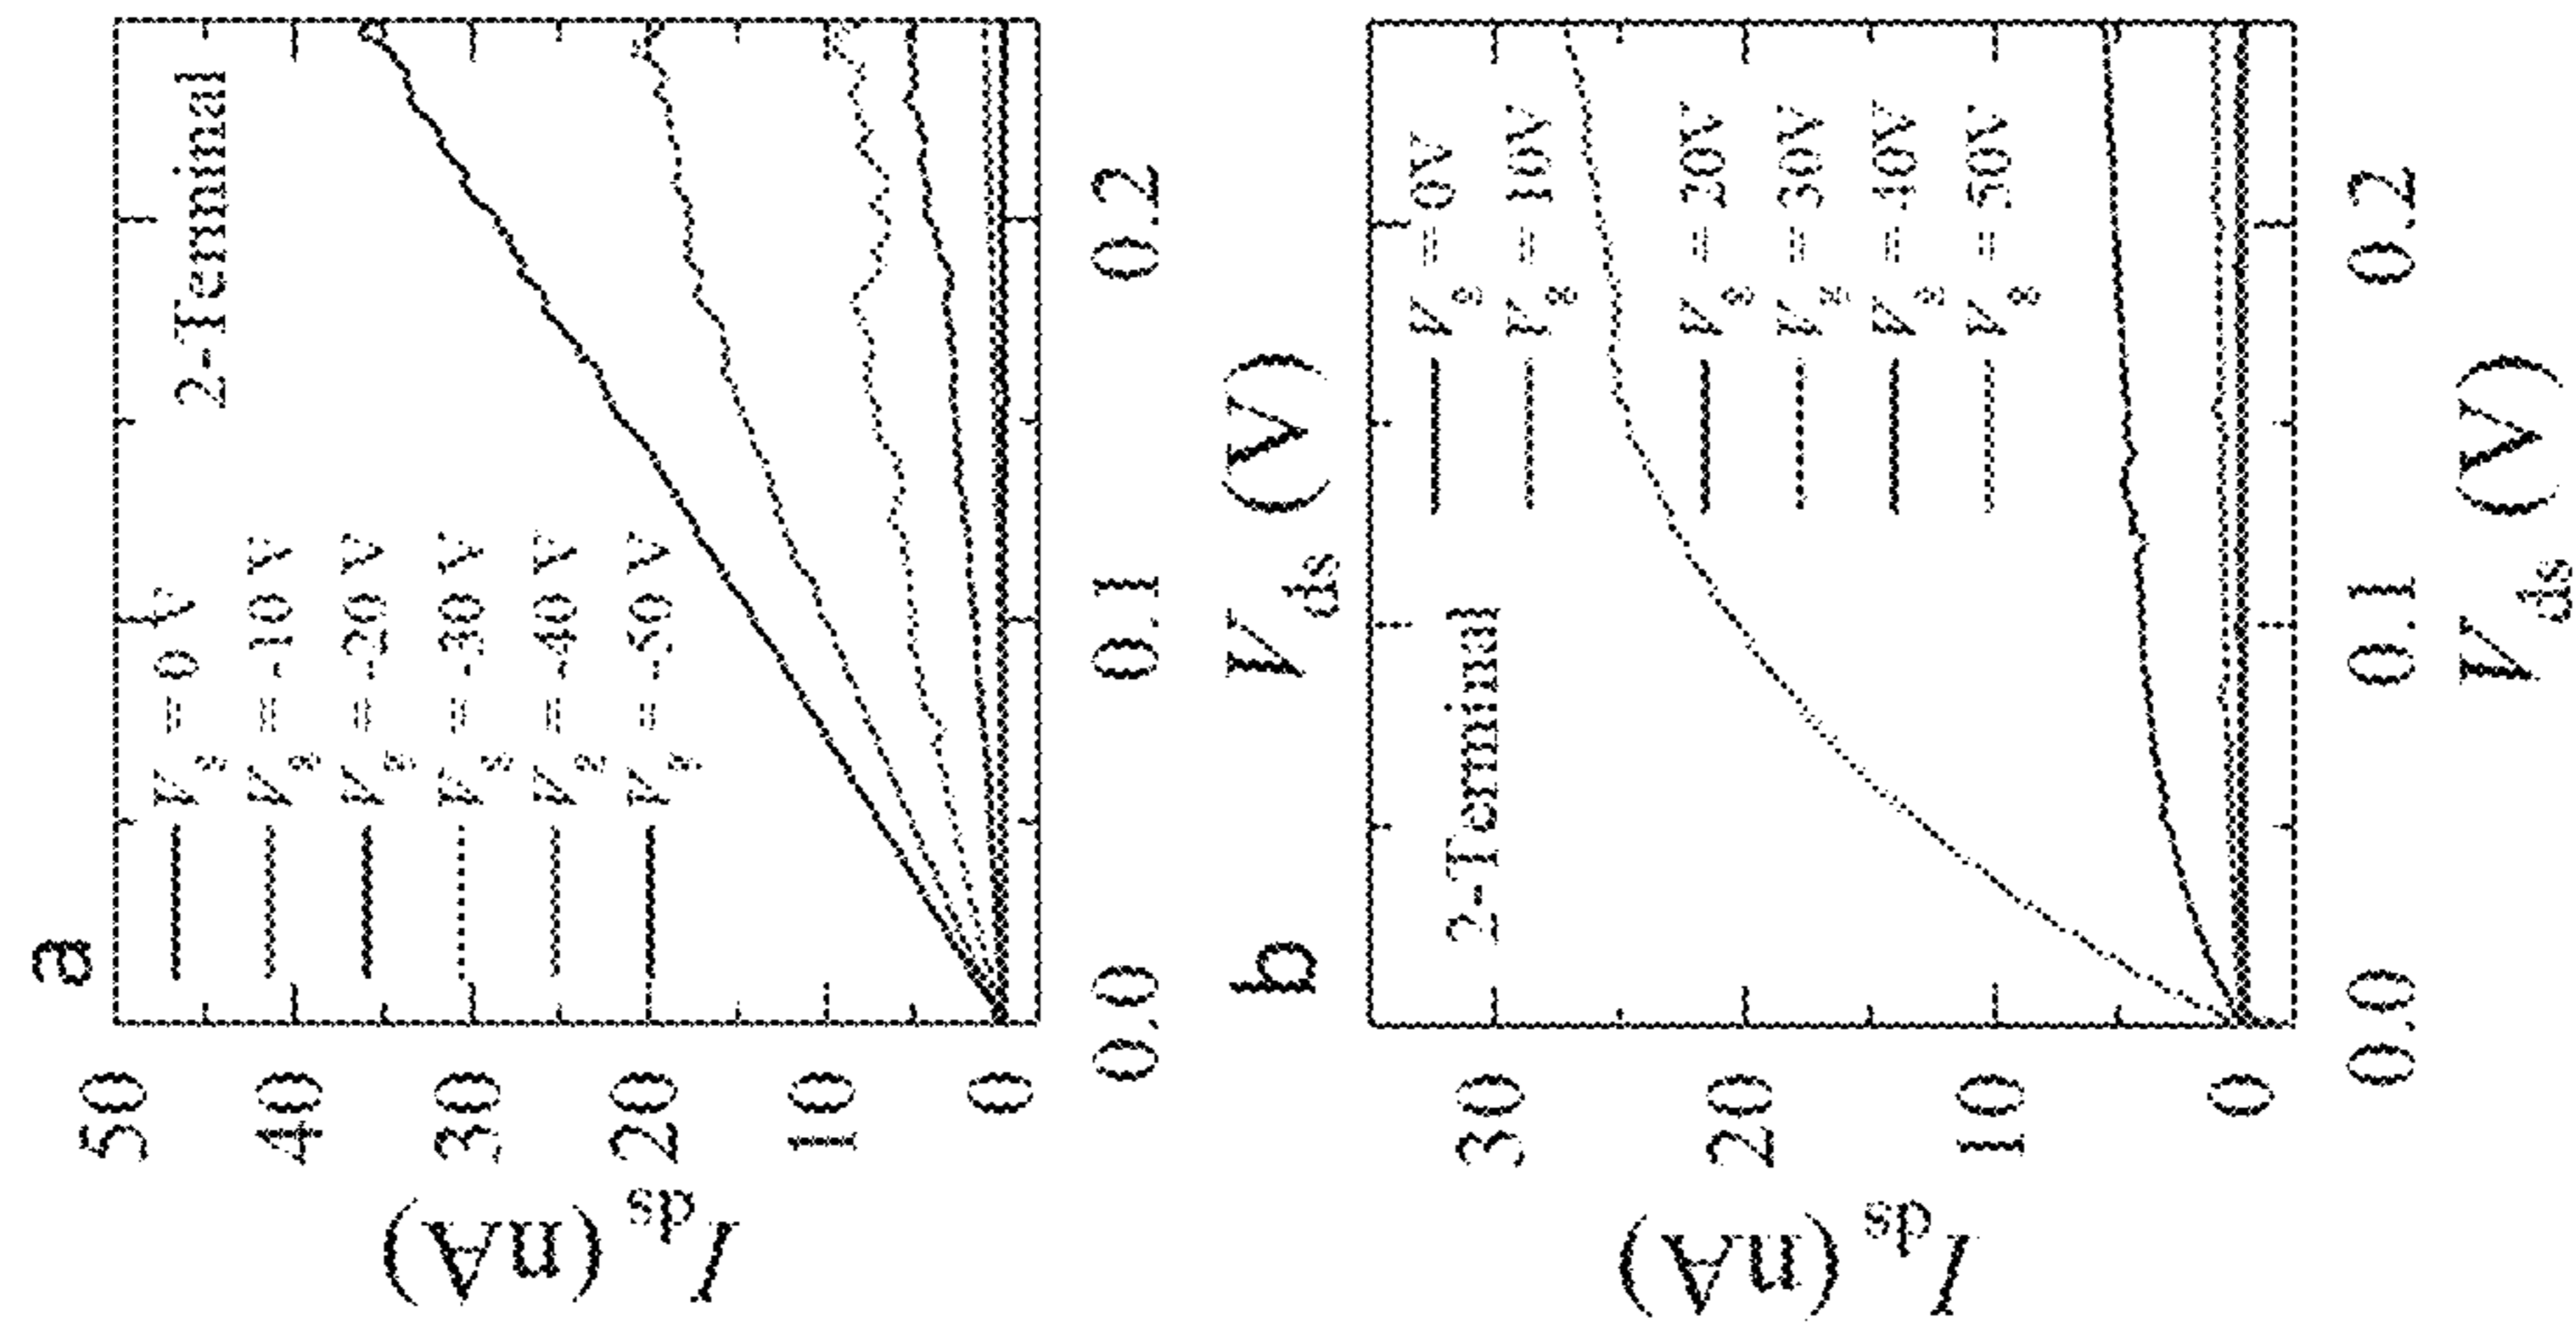 a
2-Terminal
V_g = 0 V
V_g = -10 V
V_g = -20 V
V_g = -30 V
V_g = -40 V
V_g = -50 V
50
40
30
20
10
0
I_ds (nA)
0.0 0.1 0.2
V_ds (V)
b
2-Terminal
V_g = 0V
V_g = 10V
V_g = 20V
V_g = 30V
V_g = 40V
V_g = 50V
30
20
10
0
I_ds (nA)
0.0 0.1 0.2
V_ds (V)